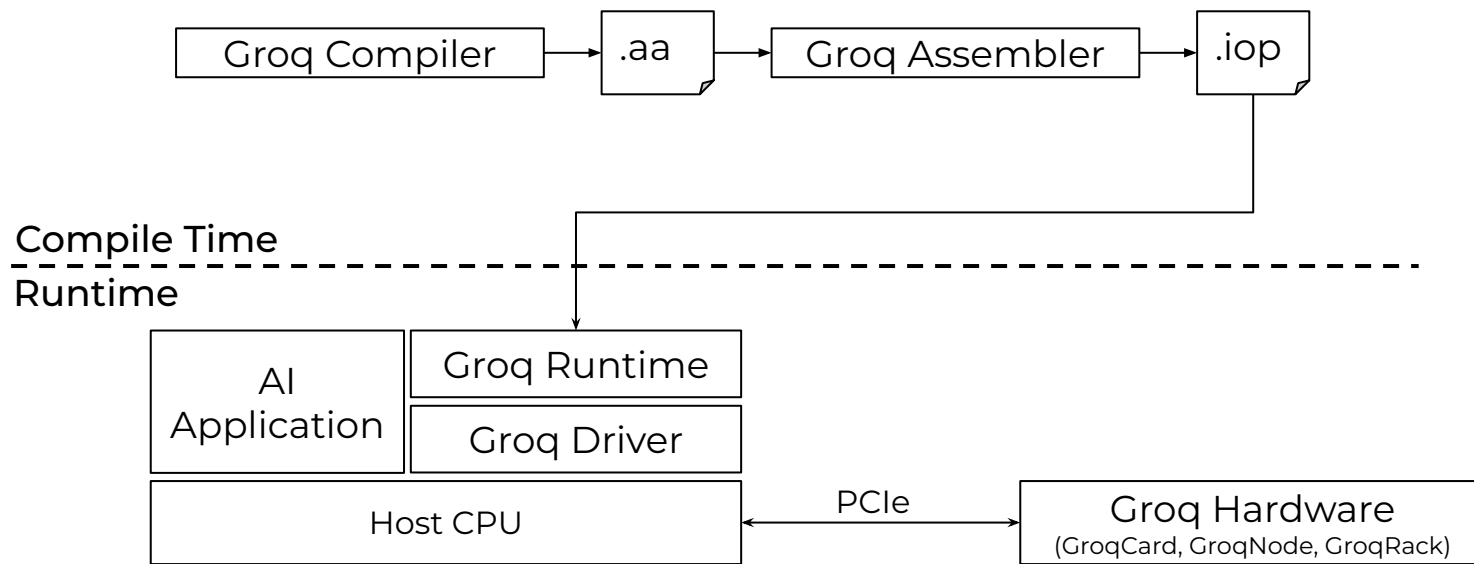 Groq Compiler
.aa
Groq Assembler
.iop
Compile Time
Runtime
AI
Application
Groq Runtime
Groq Driver
Host CPU
PCIe
Groq Hardware
(GroqCard, GroqNode, GroqRack)